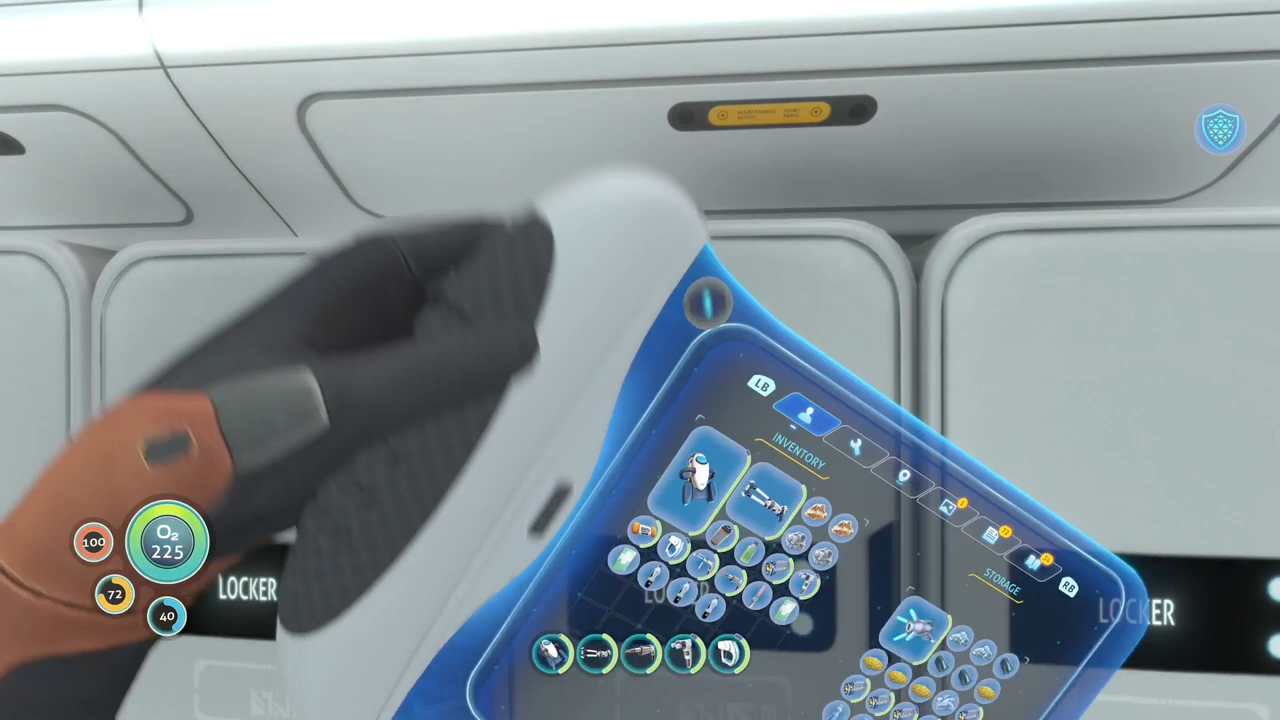 LB
INVENTORY
STORAGE
RB
O₂
225
100
72
40
LOCKER
LOCKER